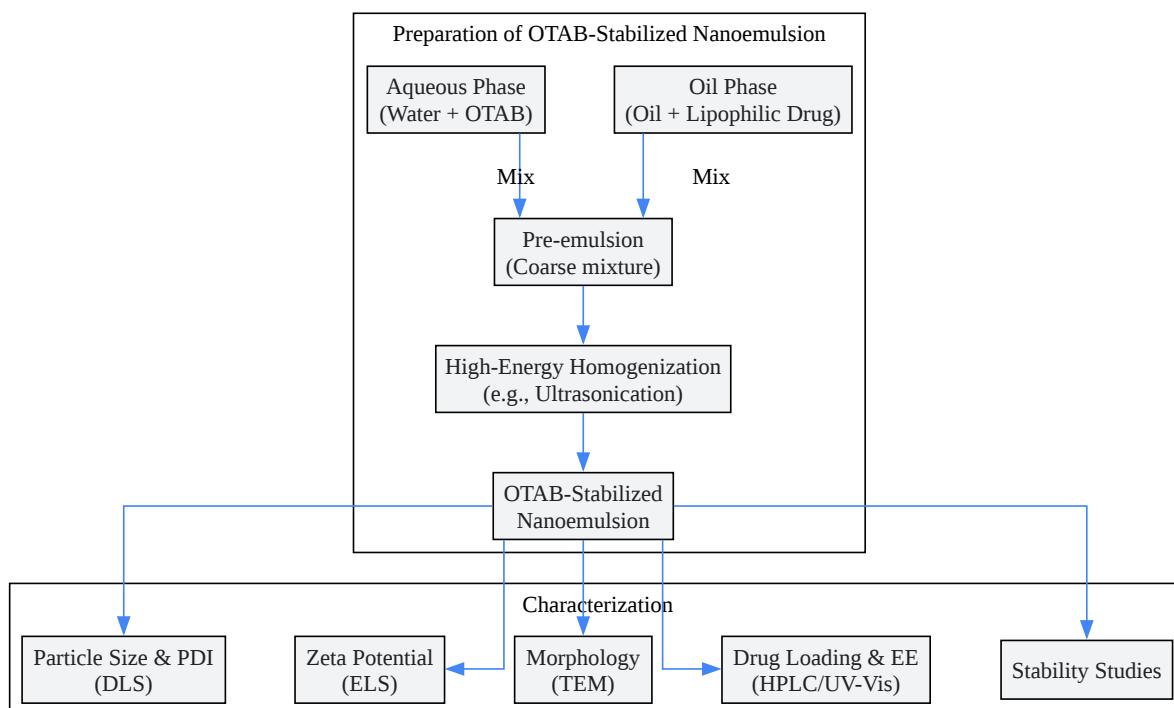 Preparation of OTAB-Stabilized Nanoemulsion
Aqueous Phase
(Water + OTAB)
Oil Phase
(Oil + Lipophilic Drug)
Mix
Mix
Pre-emulsion
(Coarse mixture)
High-Energy Homogenization
(e.g., Ultrasonication)
OTAB-Stabilized
Nanoemulsion
Characterization
Particle Size & PDI
(DLS)
Zeta Potential
(ELS)
Morphology
(TEM)
Drug Loading & EE
(HPLC/UV-Vis)
Stability Studies